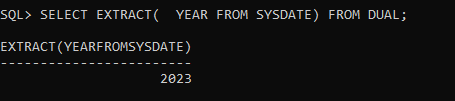 SQL> SELECT EXTRACT(  YEAR FROM SYSDATE) FROM DUAL;
EXTRACT(YEARFROMSYSDATE)
------------------------
2023